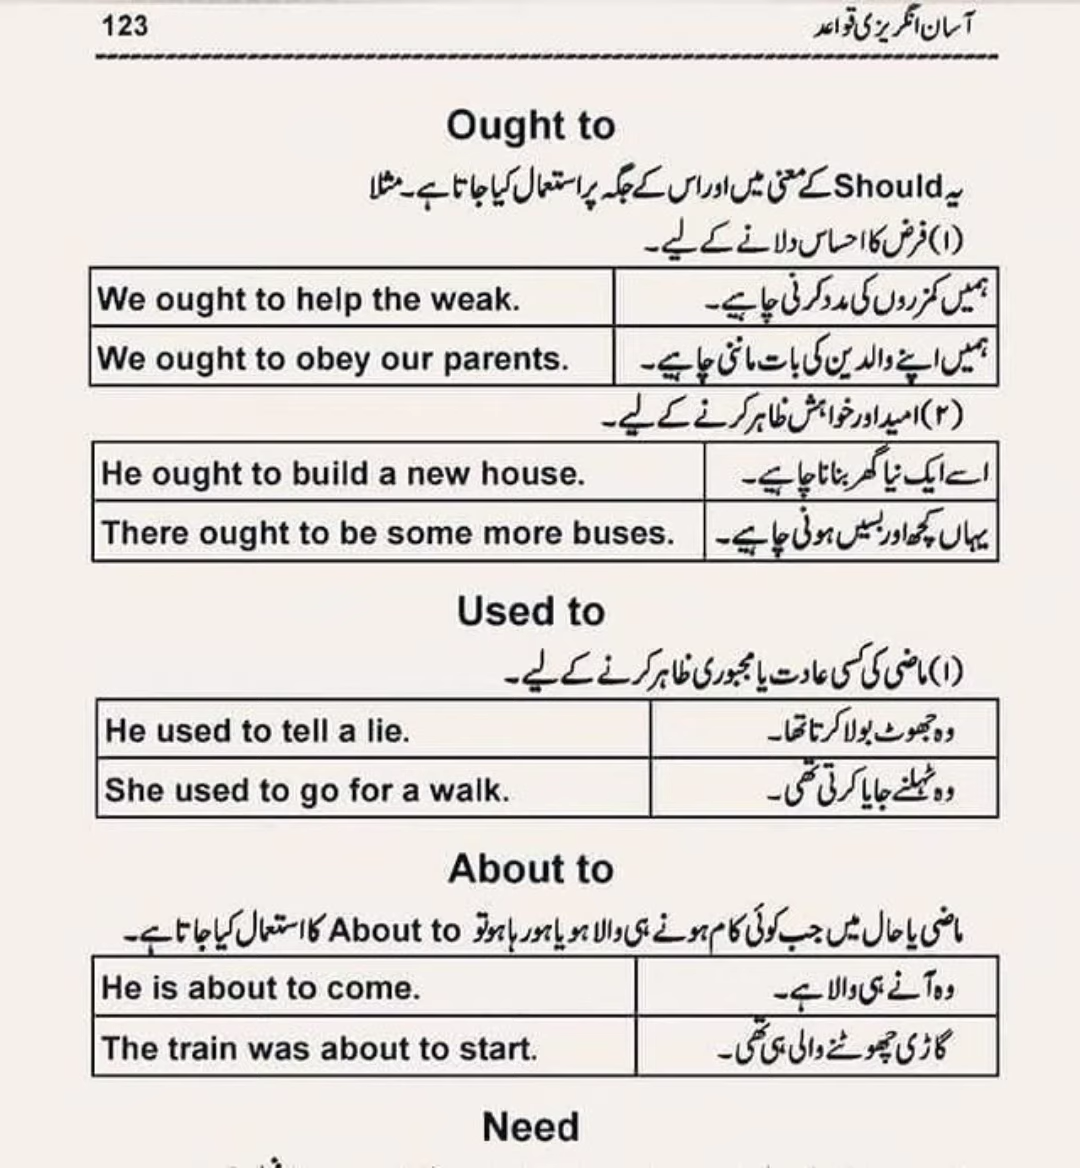 آسان انگریزی قواعد 123
Ought to
یہ Should کے معنی میں اور اس کے جگہ پر استعمال کیا جاتا ہے۔ مثلا
(۱) فرض کا احساس دلانے کے لیے۔
We ought to help the weak. ہمیں کمزروں کی مدد کرنی چاہیے۔
We ought to obey our parents. ہمیں اپنے والدین کی بات ماننی چاہیے۔
(۲) امید اور خواہش ظاہر کرنے کے لیے۔
He ought to build a new house. اسے ایک نیا گھر بنانا چاہیے۔
There ought to be some more buses. یہاں کچھ اور بسیں ہونی چاہیے۔
Used to
(۱) ماضی کی کسی عادت یا مجبوری ظاہر کرنے کے لیے۔
He used to tell a lie. وہ جھوٹ بولا کرتا تھا۔
She used to go for a walk. وہ ٹہلنے جایا کرتی تھی۔
About to
ماضی یا حال میں جب کوئی کام ہونے ہی والا ہو یا ہو رہا ہو تو About to کا استعمال کیا جاتا ہے۔
He is about to come. وہ آنے ہی والا ہے۔
The train was about to start. گاڑی چھوٹنے والی ہی تھی۔
Need